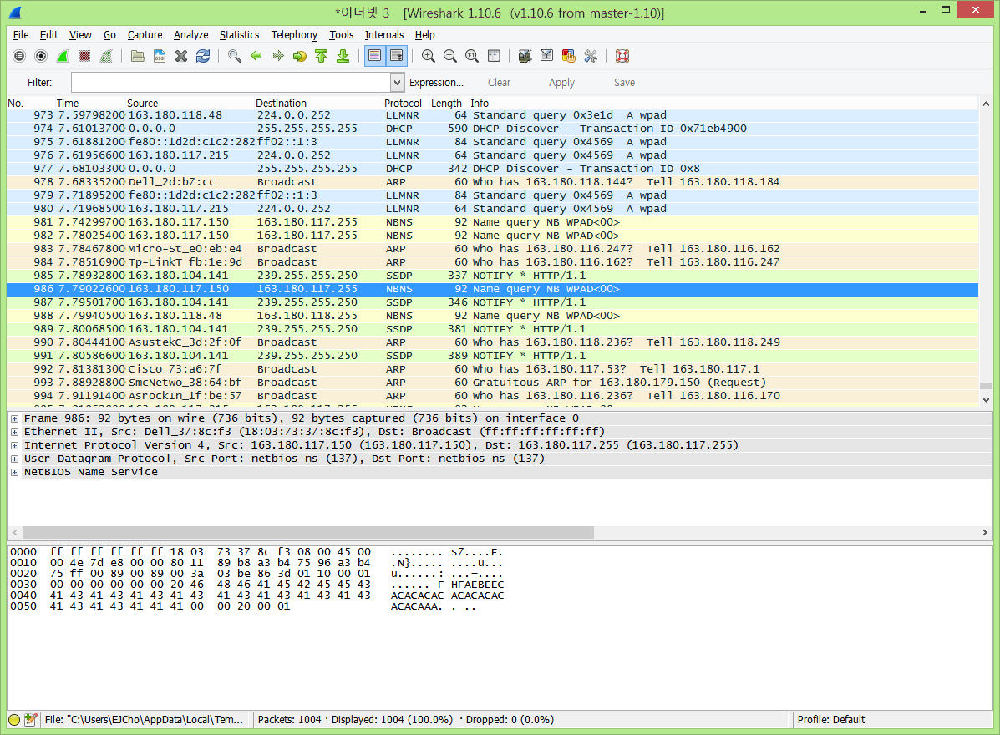 *이더넷 3 [Wireshark 1.10.6 (v1.10.6 from master-1.10)]
File Edit View Go Capture Analyze Statistics Telephony Tools Internals Help
Filter: Expression... Clear Apply Save
No. Time Source Destination Protocol Length Info
973 7.59798200 163.180.118.48 224.0.0.252 LLMNR 64 Standard query 0x3e1d A wpad
974 7.61013700 0.0.0.0 255.255.255.255 DHCP 590 DHCP Discover - Transaction ID 0x71eb4900
975 7.61881200 fe80::1d2d:c1c2:282 ff02::1:3 LLMNR 84 Standard query 0x4569 A wpad
976 7.61956600 163.180.117.215 224.0.0.252 LLMNR 64 Standard query 0x4569 A wpad
977 7.68103300 0.0.0.0 255.255.255.255 DHCP 342 DHCP Discover - Transaction ID 0x8
978 7.68335200 Dell_2d:b7:cc Broadcast ARP 60 Who has 163.180.118.144? Tell 163.180.118.184
979 7.71895200 fe80::1d2d:c1c2:282 ff02::1:3 LLMNR 84 Standard query 0x4569 A wpad
980 7.71968500 163.180.117.215 224.0.0.252 LLMNR 64 Standard query 0x4569 A wpad
981 7.74299700 163.180.117.150 163.180.117.255 NBNS 92 Name query NB WPAD<00>
982 7.78025400 163.180.117.150 163.180.117.255 NBNS 92 Name query NB WPAD<00>
983 7.78467800 Micro-St_e0:eb:e4 Broadcast ARP 60 Who has 163.180.116.247? Tell 163.180.116.162
984 7.78516900 Tp-LinkT_fb:1e:9d Broadcast ARP 60 Who has 163.180.116.162? Tell 163.180.116.247
985 7.78932800 163.180.104.141 239.255.255.250 SSDP 337 NOTIFY * HTTP/1.1
986 7.79022600 163.180.117.150 163.180.117.255 NBNS 92 Name query NB WPAD<00>
987 7.79501700 163.180.104.141 239.255.255.250 SSDP 346 NOTIFY * HTTP/1.1
988 7.79940500 163.180.118.48 163.180.118.255 NBNS 92 Name query NB WPAD<00>
989 7.80068500 163.180.104.141 239.255.255.250 SSDP 381 NOTIFY * HTTP/1.1
990 7.80444100 AsustekC_3d:2f:0f Broadcast ARP 60 Who has 163.180.118.236? Tell 163.180.118.249
991 7.80586600 163.180.104.141 239.255.255.250 SSDP 389 NOTIFY * HTTP/1.1
992 7.81381300 Cisco_73:a6:7f Broadcast ARP 60 Who has 163.180.117.53? Tell 163.180.117.1
993 7.88928800 SmcNetwo_38:64:bf Broadcast ARP 60 Gratuitous ARP for 163.180.179.150 (Request)
994 7.91191400 AsrockIn_1f:be:57 Broadcast ARP 60 Who has 163.180.116.236? Tell 163.180.116.170
Frame 986: 92 bytes on wire (736 bits), 92 bytes captured (736 bits) on interface 0
Ethernet II, Src: Dell_37:8c:f3 (18:03:73:37:8c:f3), Dst: Broadcast (ff:ff:ff:ff:ff:ff)
Internet Protocol Version 4, Src: 163.180.117.150 (163.180.117.150), Dst: 163.180.117.255 (163.180.117.255)
User Datagram Protocol, Src Port: netbios-ns (137), Dst Port: netbios-ns (137)
NetBIOS Name Service
0000 ff ff ff ff ff ff 18 03 73 37 8c f3 08 00 45 00 ........ s7....E.
0010 00 4e 7d e8 00 00 80 11 89 b8 a3 b4 75 96 a3 b4 .N}..... ....u...
0020 75 ff 00 89 00 89 00 3a 03 be 86 3d 01 10 00 01 u......: ...=....
0030 00 00 00 00 00 00 20 46 48 46 41 45 42 45 45 43 ...... F HFAEBEEC
0040 41 43 41 43 41 43 41 43 41 43 41 43 41 43 41 43 ACACACAC ACACACAC
0050 41 43 41 43 41 41 41 00 00 20 00 01 ACACAAA. . ..
File: "C:\Users\EJCho\AppData\Local\Tem... Packets: 1004 · Displayed: 1004 (100.0%) · Dropped: 0 (0.0%) Profile: Default